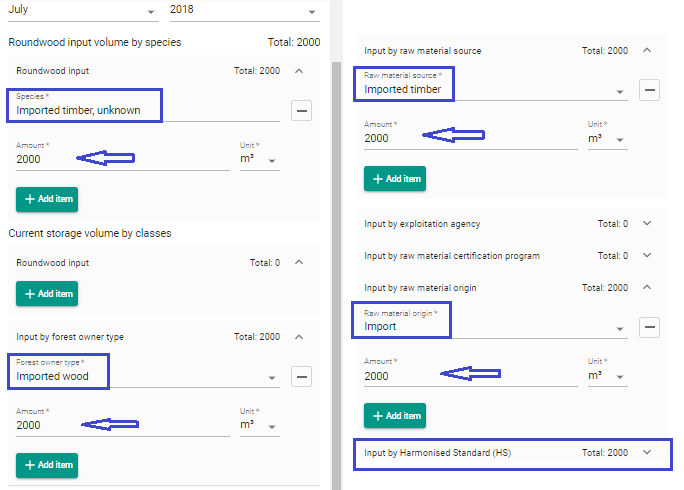 July 2018
Roundwood input volume by species Total: 2000
Roundwood input Total: 2000
Species *
Imported timber, unknown
Amount * Unit *
2000 m³
+ Add item
Current storage volume by classes
Roundwood input Total: 0
+ Add item
Input by forest owner type Total: 2000
Forest owner type *
Imported wood
Amount * Unit *
2000 m³
+ Add item
Input by raw material source Total: 2000
Raw material source *
Imported timber
Amount * Unit *
2000 m³
+ Add item
Input by exploitation agency Total: 0
Input by raw material certification program Total: 0
Input by raw material origin Total: 2000
Raw material origin *
Import
Amount * Unit *
2000 m³
+ Add item
Input by Harmonised Standard (HS) Total: 2000